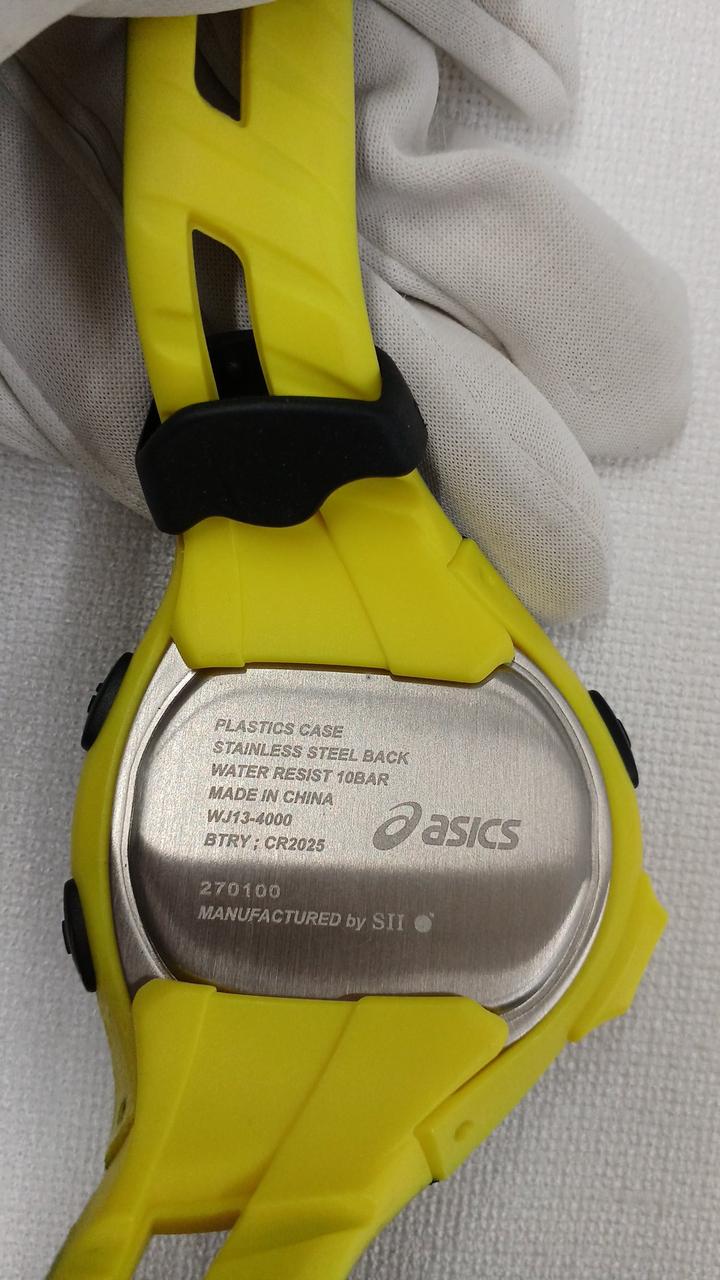 PLASTICS CASE
STAINLESS STEEL BACK
WATER RESIST 10BAR
MADE IN CHINA
WJ13-4000
BTRY ; CR2025
asics
270100
MANUFACTURED by SII